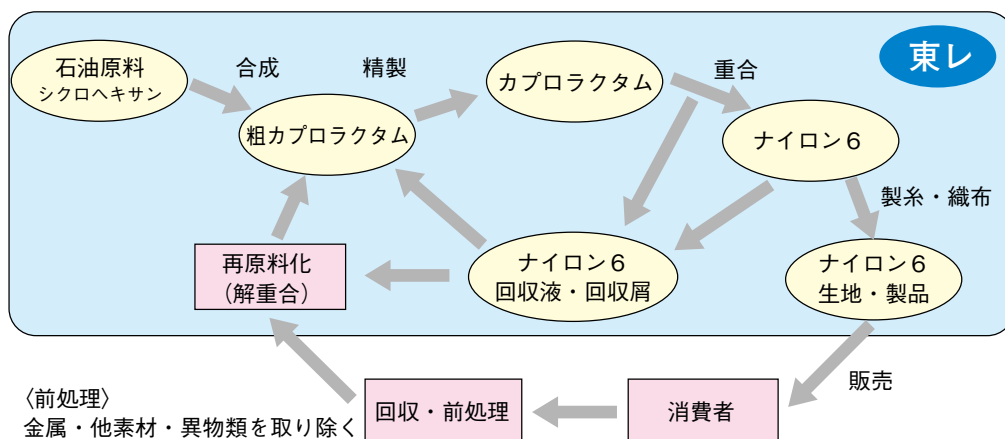 東レ
石油原料
シクロヘキサン
合成
精製
カプロラクタム
重合
粗カプロラクタム
ナイロン6
製糸・織布
再原料化
（解重合）
ナイロン6
回収液・回収屑
ナイロン6
生地・製品
販売
〈前処理〉
金属・他素材・異物類を取り除く
回収・前処理
消費者